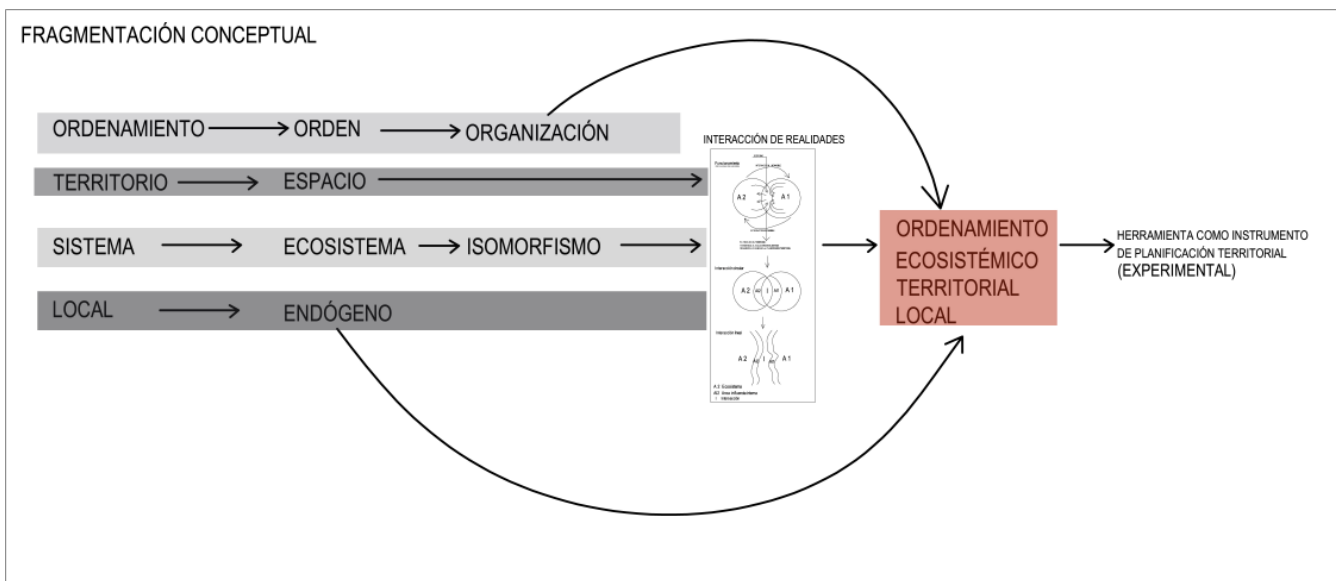 FRAGMENTACIÓN CONCEPTUAL
ORDENAMIENTO ORDEN ORGANIZACIÓN
TERRITORIO ESPACIO
SISTEMA ECOSISTEMA ISOMORFISMO
LOCAL ENDÓGENO
INTERACCIÓN DE REALIDADES
A 2 A 1
A 2 I A 1
A 2 I A 1
ORDENAMIENTO
ECOSISTÉMICO
TERRITORIAL
LOCAL
HERRAMIENTA COMO INSTRUMENTO
DE PLANIFICACIÓN TERRITORIAL
(EXPERIMENTAL)